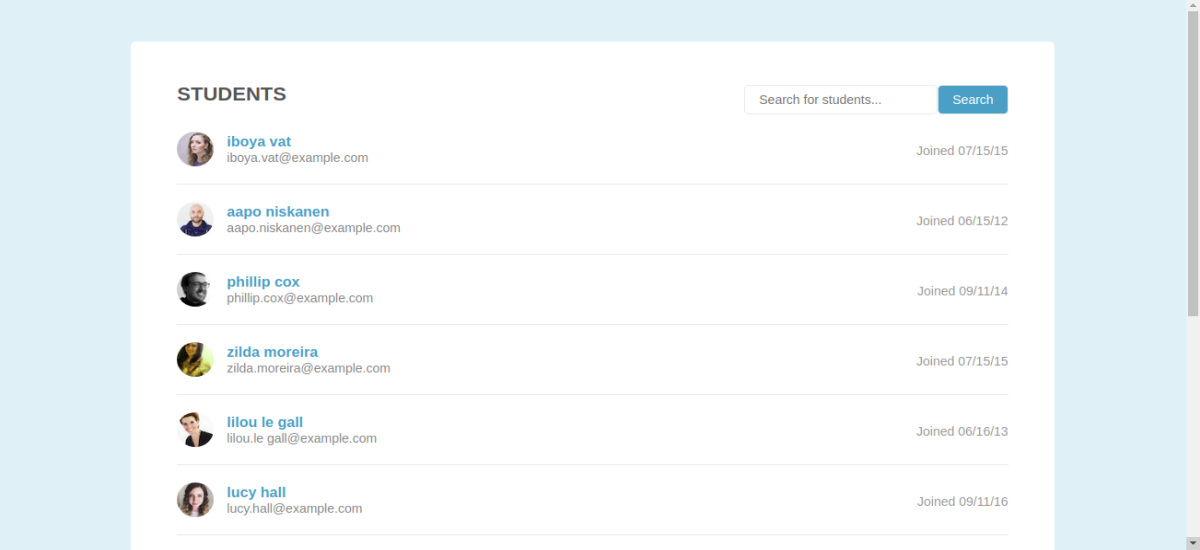 STUDENTS
Search for students...
Search
iboya vat
iboya.vat@example.com
Joined 07/15/15
aapo niskanen
aapo.niskanen@example.com
Joined 06/15/12
phillip cox
phillip.cox@example.com
Joined 09/11/14
zilda moreira
zilda.moreira@example.com
Joined 07/15/15
lilou le gall
lilou.le gall@example.com
Joined 06/16/13
lucy hall
lucy.hall@example.com
Joined 09/11/16